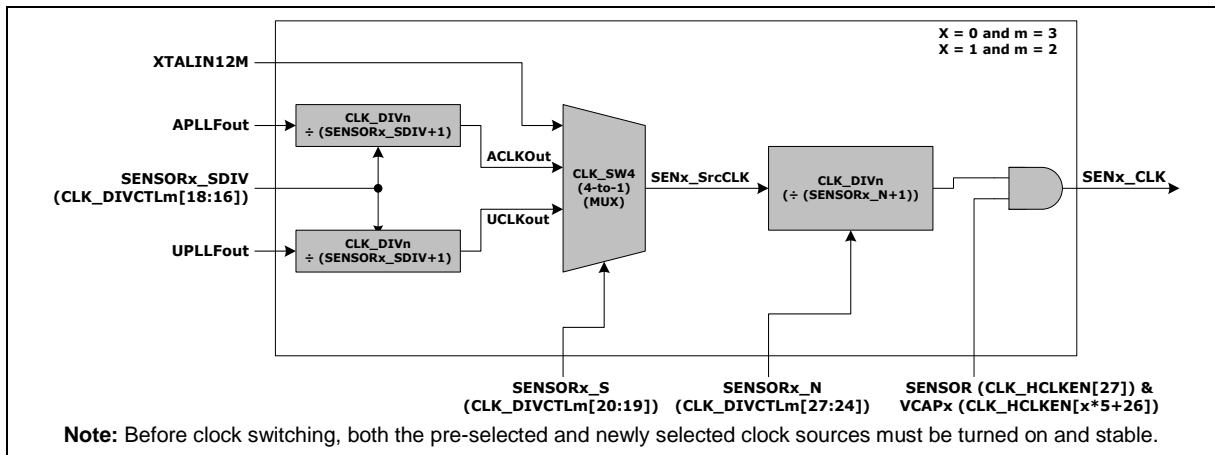 X = 0 and m = 3
X = 1 and m = 2
XTALIN12M
APLLFout
CLK_DIVn
÷ (SENSORx_SDIV+1)
ACLKOut
SENSORx_SDIV
(CLK_DIVCTLm[18:16])
UPLLFout
CLK_DIVn
÷ (SENSORx_SDIV+1)
UCLKout
CLK_SW4
(4-to-1)
(MUX)
SENx_SrcCLK
CLK_DIVn
(÷ (SENSORx_N+1))
SENx_CLK
SENSORx_S
(CLK_DIVCTLm[20:19])
SENSORx_N
(CLK_DIVCTLm[27:24])
SENSOR (CLK_HCLKEN[27]) &
VCAPx (CLK_HCLKEN[x*5+26])
Note: Before clock switching, both the pre-selected and newly selected clock sources must be turned on and stable.